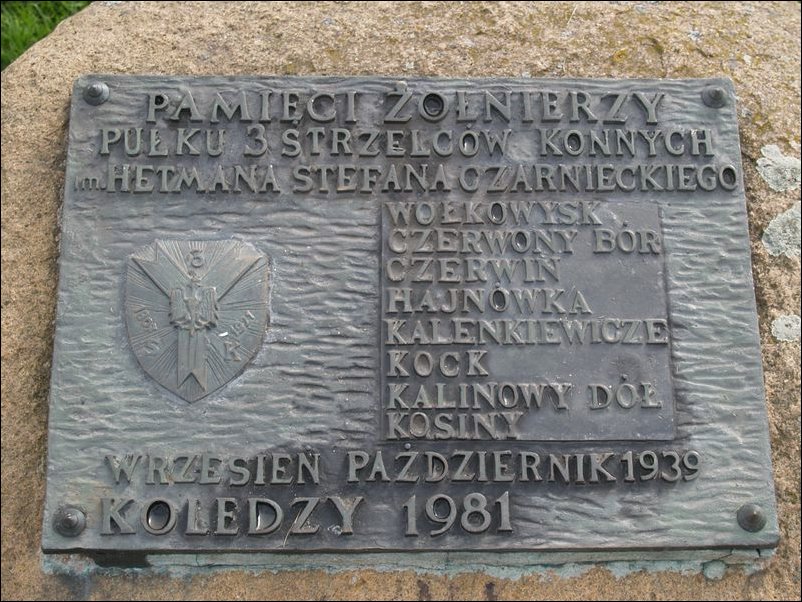 PAMIĘCI ŻOŁNIERZY
PUŁKU 3 STRZELCÓW KONNYCH
im. HETMANA STEFANA CZARNIECKIEGO
WOŁKOWYSK
CZERWONY BÓR
CZERWIN
HAJNÓWKA
KALENKIEWICZE
KOCK
KALINOWY DÓŁ
KOSINY
3
WRZESIEŃ PAŹDZIERNIK 1939
KOLEDZY 1981